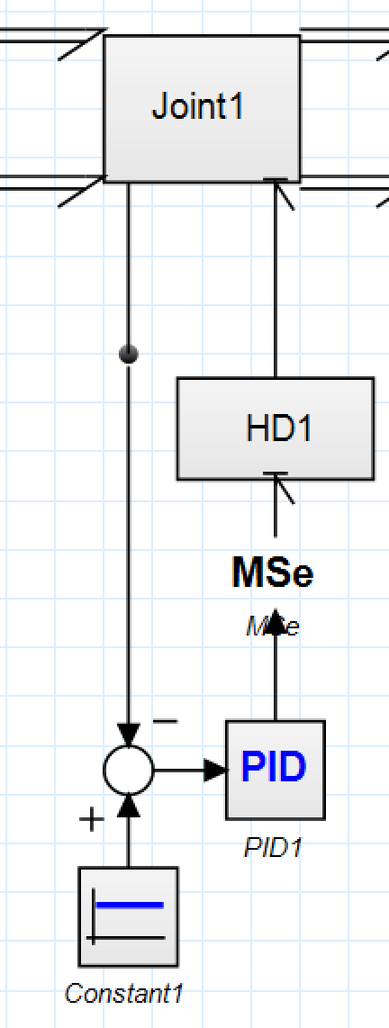 Joint1
HD1
MSe
MSe
−
PID
+
PID1
Constant1